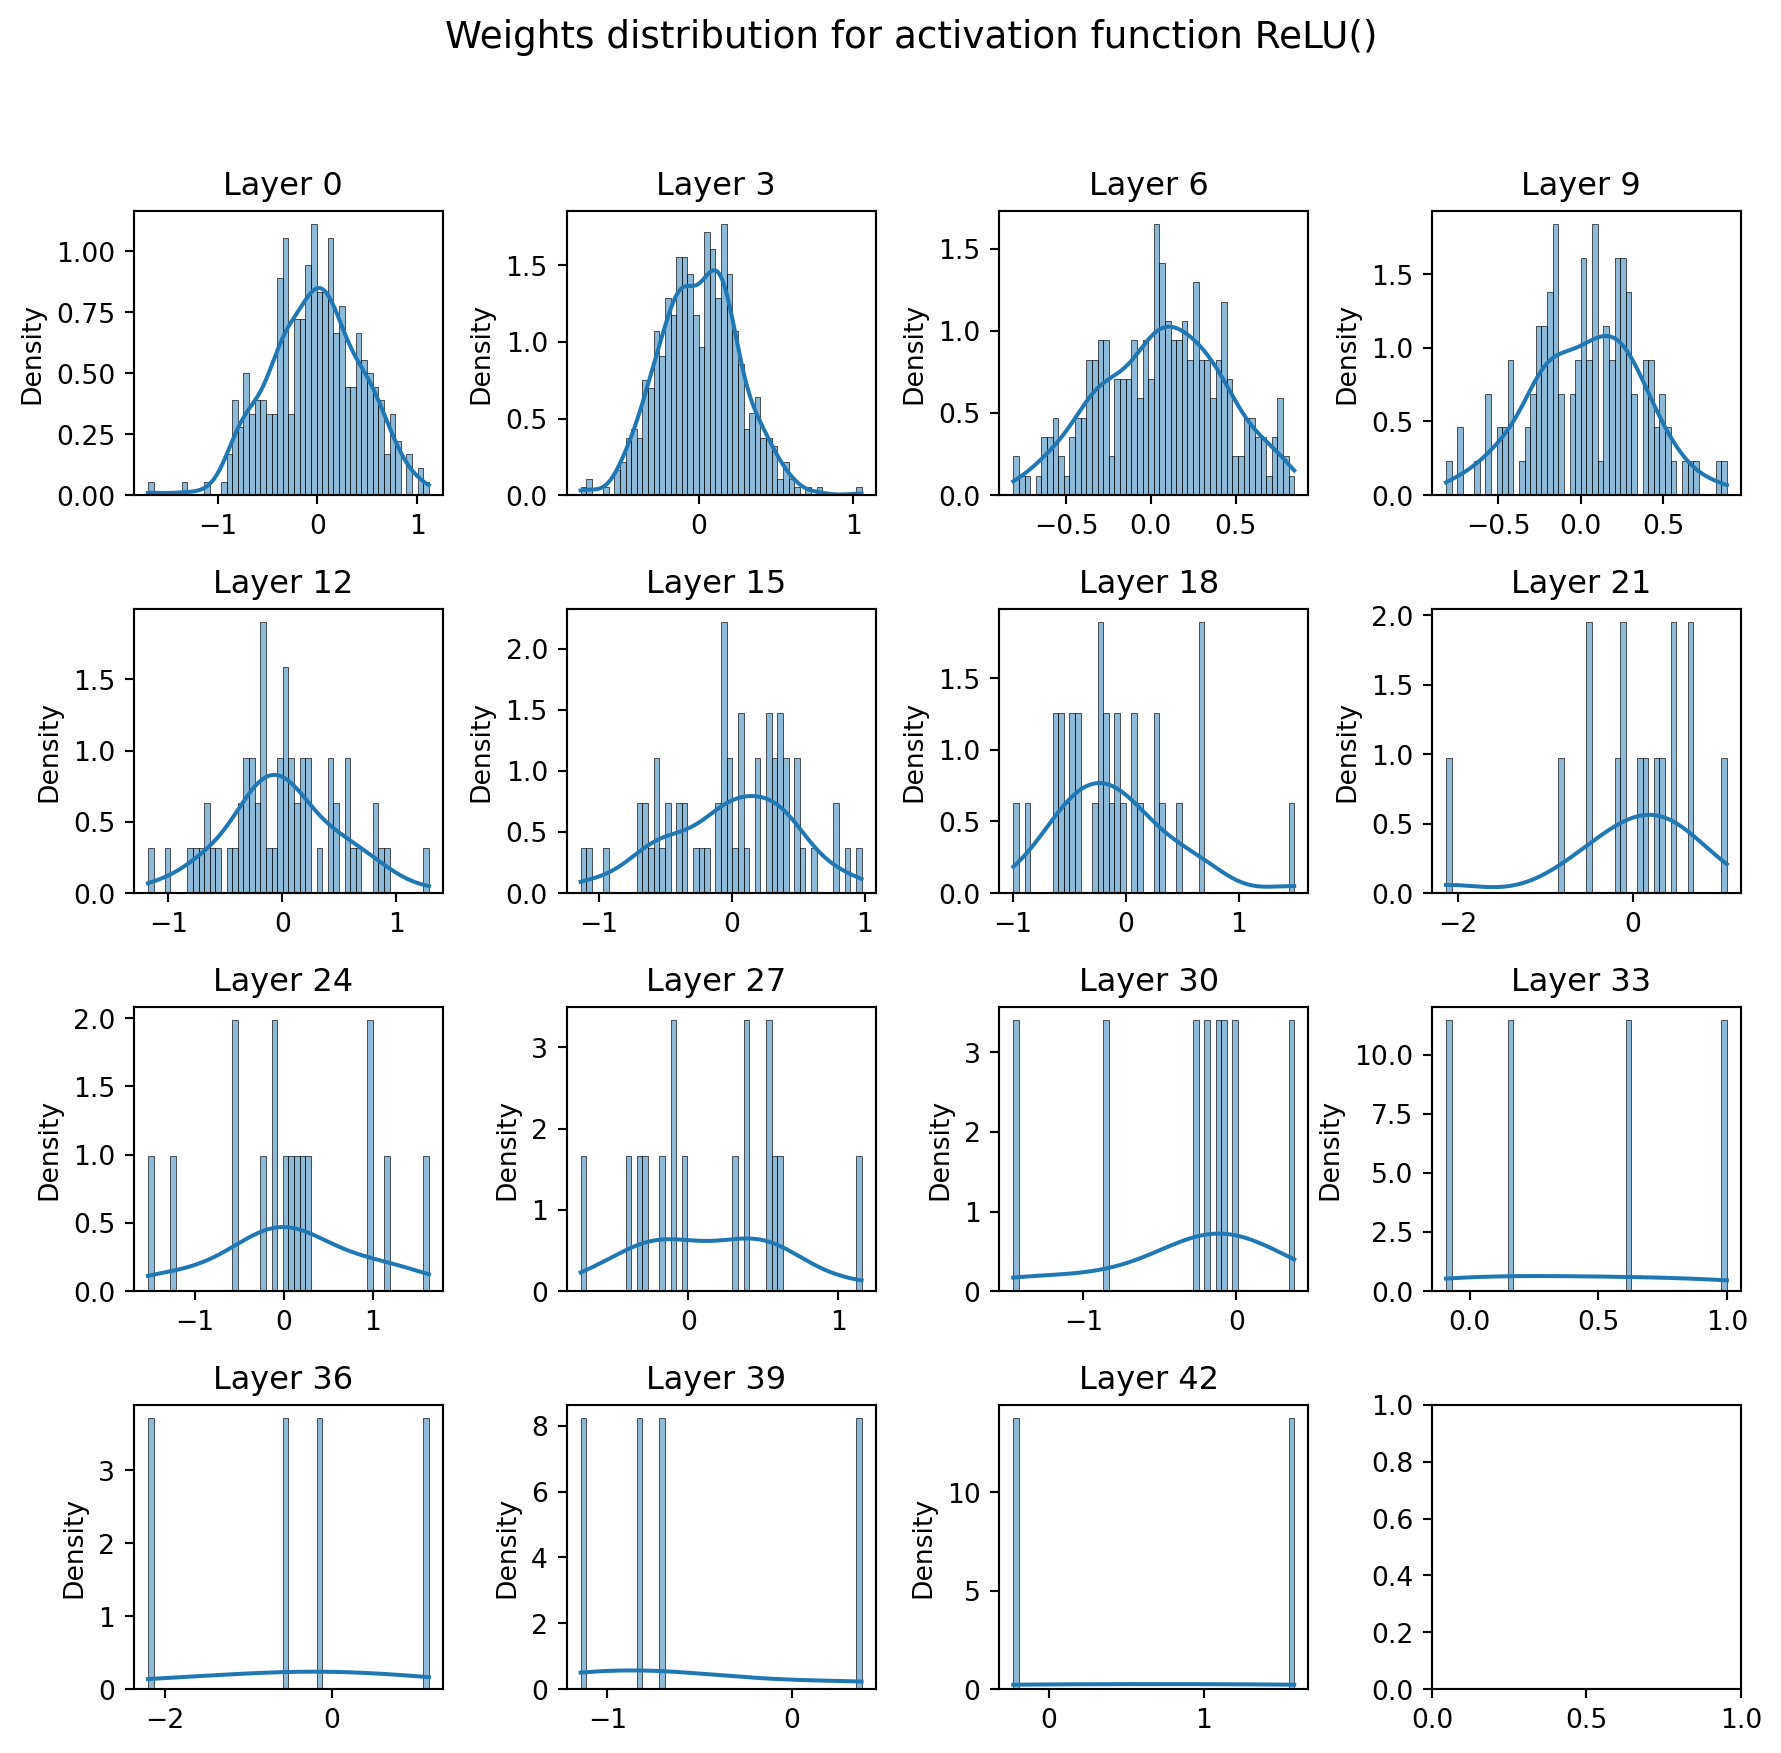 Weights distribution for activation function ReLU()
Layer 0
Layer 3
Layer 6
Layer 9
Density
1.00
0.75
0.50
0.25
0.00
−1 0 1
Density
1.5
1.0
0.5
0.0
0 1
Density
1.5
1.0
0.5
0.0
−0.5 0.0 0.5
Density
1.5
1.0
0.5
0.0
−0.5 0.0 0.5
Layer 12
Layer 15
Layer 18
Layer 21
Density
1.5
1.0
0.5
0.0
−1 0 1
Density
2.0
1.5
1.0
0.5
0.0
−1 0 1
Density
1.5
1.0
0.5
0.0
−1 0 1
Density
2.0
1.5
1.0
0.5
0.0
−2 0
Layer 24
Layer 27
Layer 30
Layer 33
Density
2.0
1.5
1.0
0.5
0.0
−1 0 1
Density
3
2
1
0
0 1
Density
3
2
1
0
−1 0
Density
10.0
7.5
5.0
2.5
0.0
0.0 0.5 1.0
Layer 36
Layer 39
Layer 42
Density
3
2
1
0
−2 0
Density
8
6
4
2
0
−1 0
Density
10
5
0
0 1
1.0
0.8
0.6
0.4
0.2
0.0
0.0 0.5 1.0